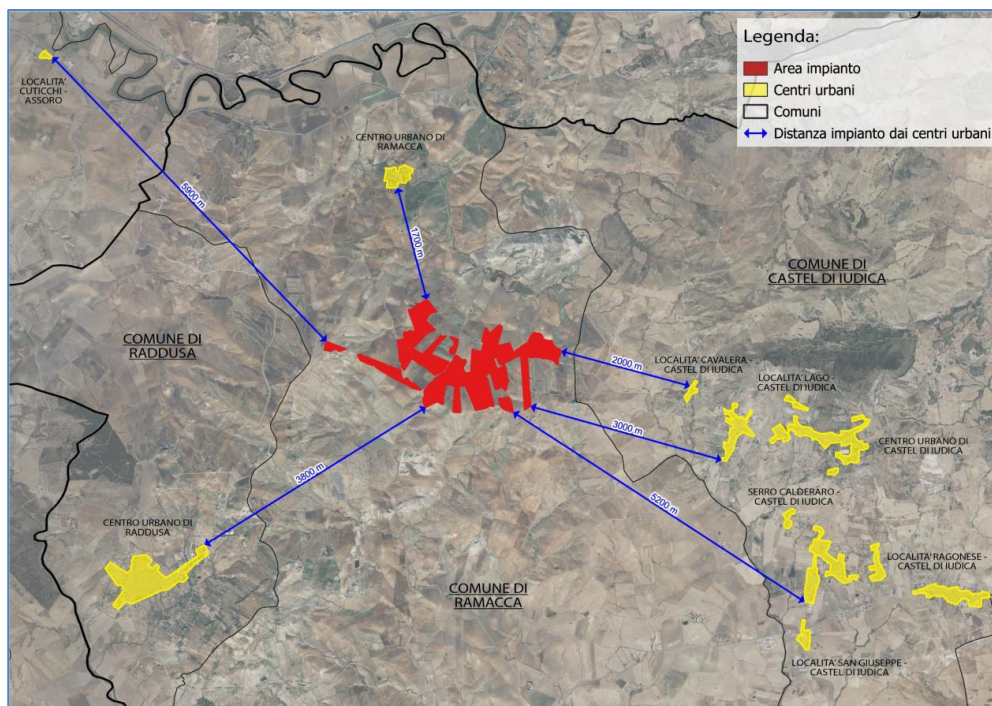 Legenda:
Area impianto
Centri urbani
Comuni
Distanza impianto dai centri urbani
LOCALITA'
CUTICCHI -
ASSORO
CENTRO URBANO DI
RAMACCA
5900 m
1700 m
COMUNE DI
CASTEL DI IUDICA
COMUNE DI
RADDUSA
2000 m
LOCALITA' CAVALERA -
CASTEL DI IUDICA
LOCALITA' LAGO -
CASTEL DI IUDICA
3000 m
CENTRO URBANO DI
CASTEL DI IUDICA
3800 m
5200 m
SERRO CALDERARO -
CASTEL DI IUDICA
CENTRO URBANO DI
RADDUSA
LOCALITA' RAGONESE -
CASTEL DI IUDICA
COMUNE DI
RAMACCA
LOCALITA' SAN GIUSEPPE -
CASTEL DI IUDICA